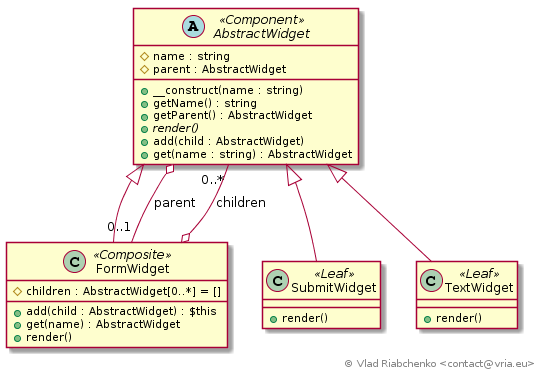 A
«Component»
AbstractWidget
name : string
parent : AbstractWidget
__construct(name : string)
getName() : string
getParent() : AbstractWidget
render()
add(child : AbstractWidget)
get(name : string) : AbstractWidget
0..*
parent
children
0..1
C
«Composite»
FormWidget
children : AbstractWidget[0..*] = []
add(child : AbstractWidget) : $this
get(name) : AbstractWidget
render()
C
«Leaf»
SubmitWidget
render()
C
«Leaf»
TextWidget
render()
© Vlad Riabchenko <contact@vria.eu>